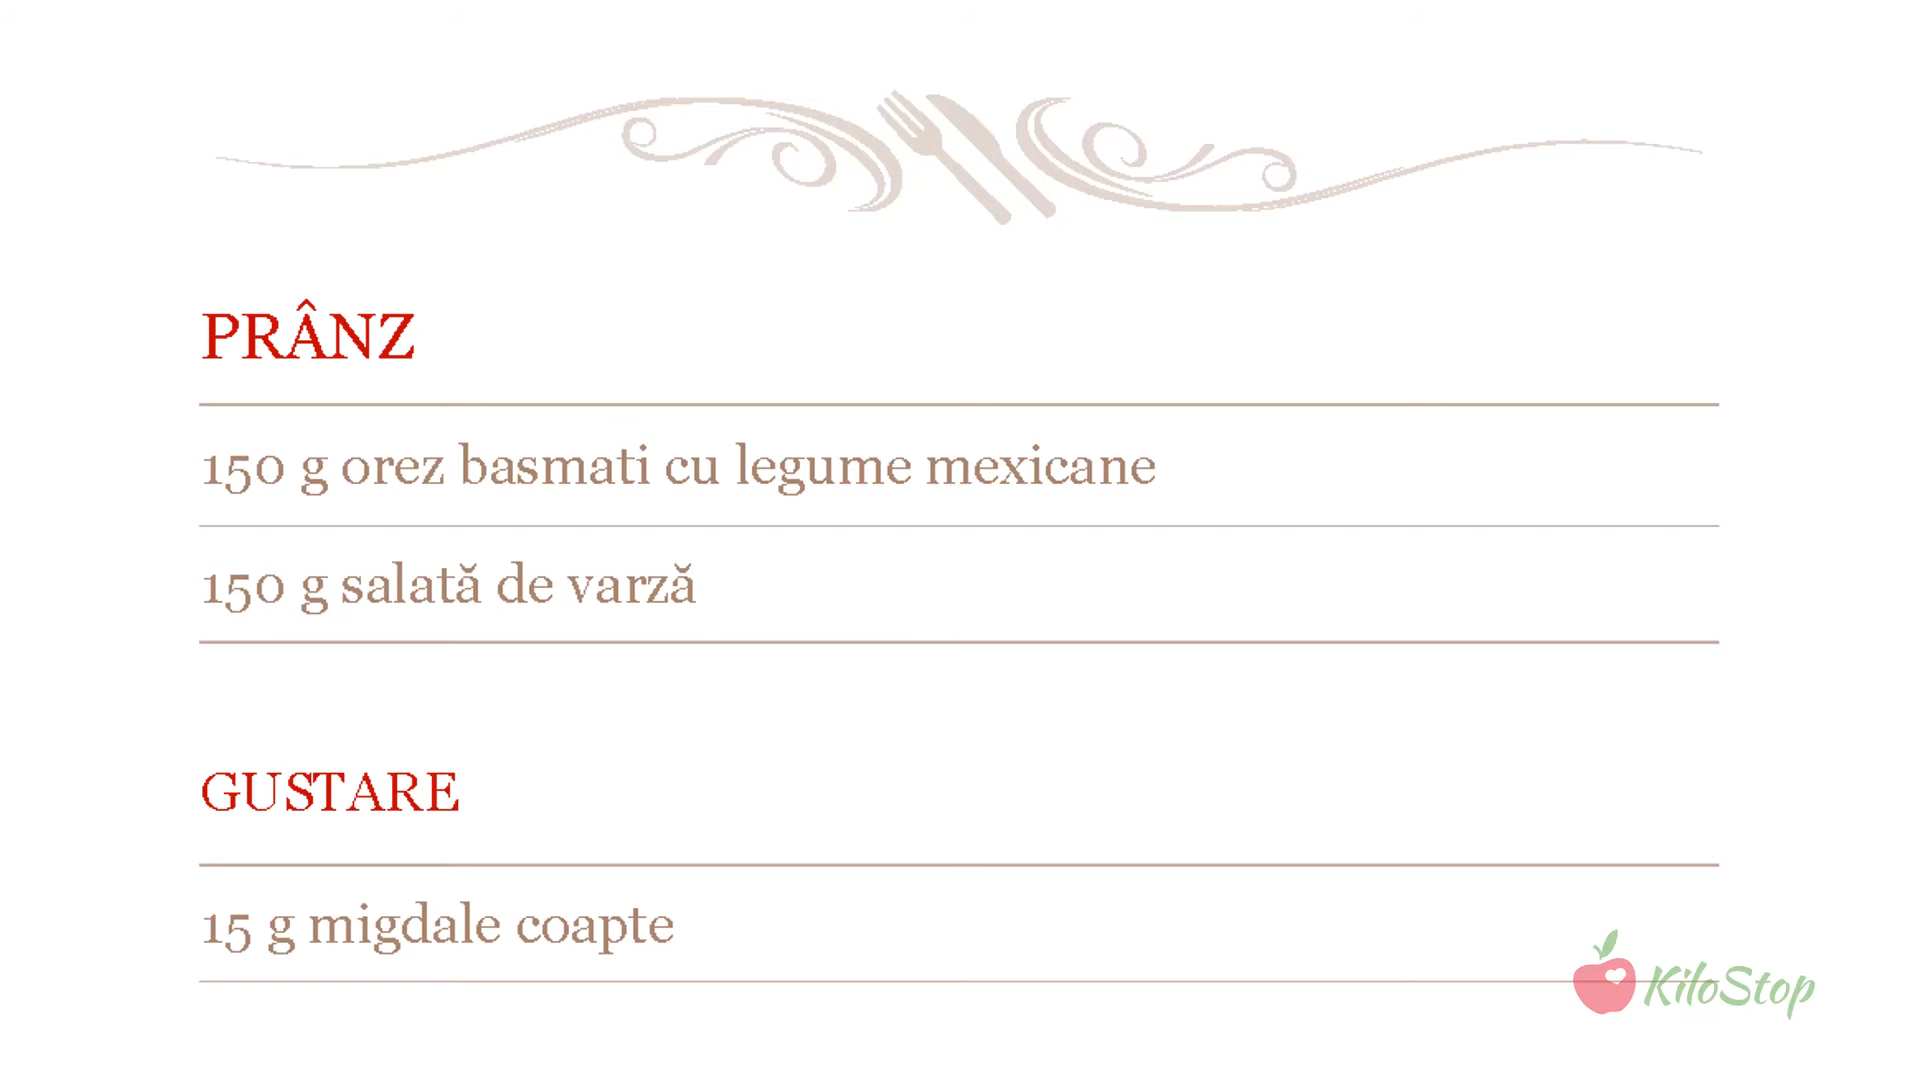 PRÂNZ
150 g orez basmati cu legume mexicane
150 g salată de varză
GUSTARE
15 g migdale coapte
KiloStop